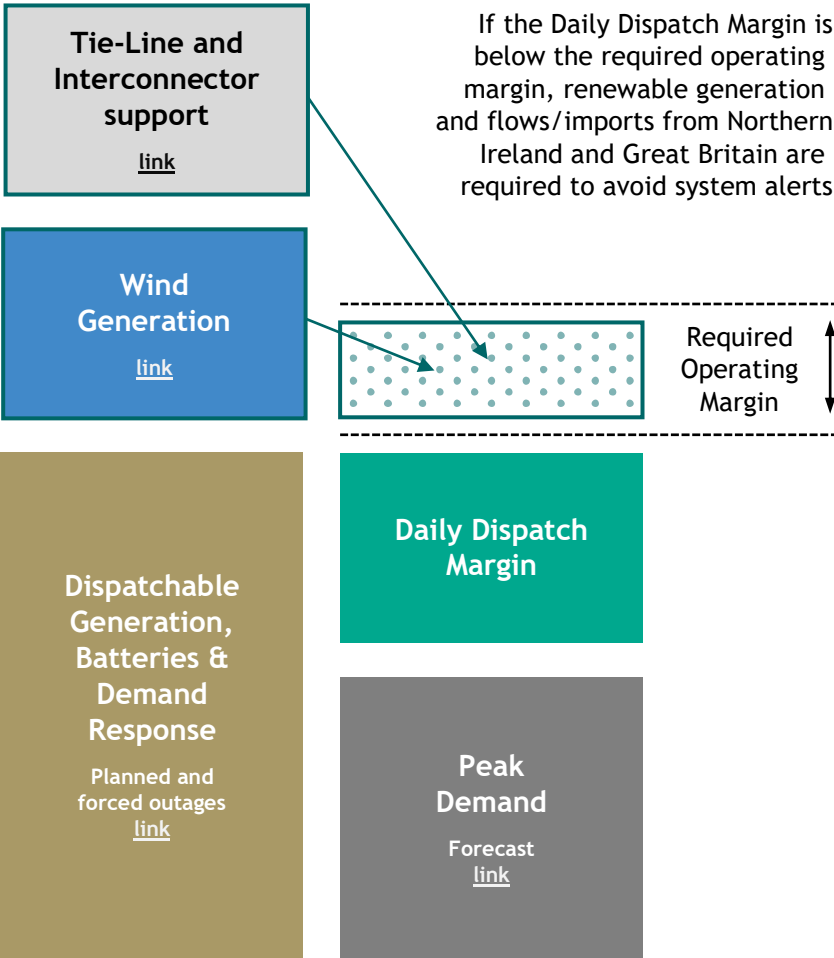 Tie-Line and
Interconnector
support
link
If the Daily Dispatch Margin is
below the required operating
margin, renewable generation
and flows/imports from Northern
Ireland and Great Britain are
required to avoid system alerts
Wind
Generation
link
Required
Operating
Margin
Daily Dispatch
Margin
Dispatchable
Generation,
Batteries &
Demand
Response
Planned and
forced outages
link
Peak
Demand
Forecast
link